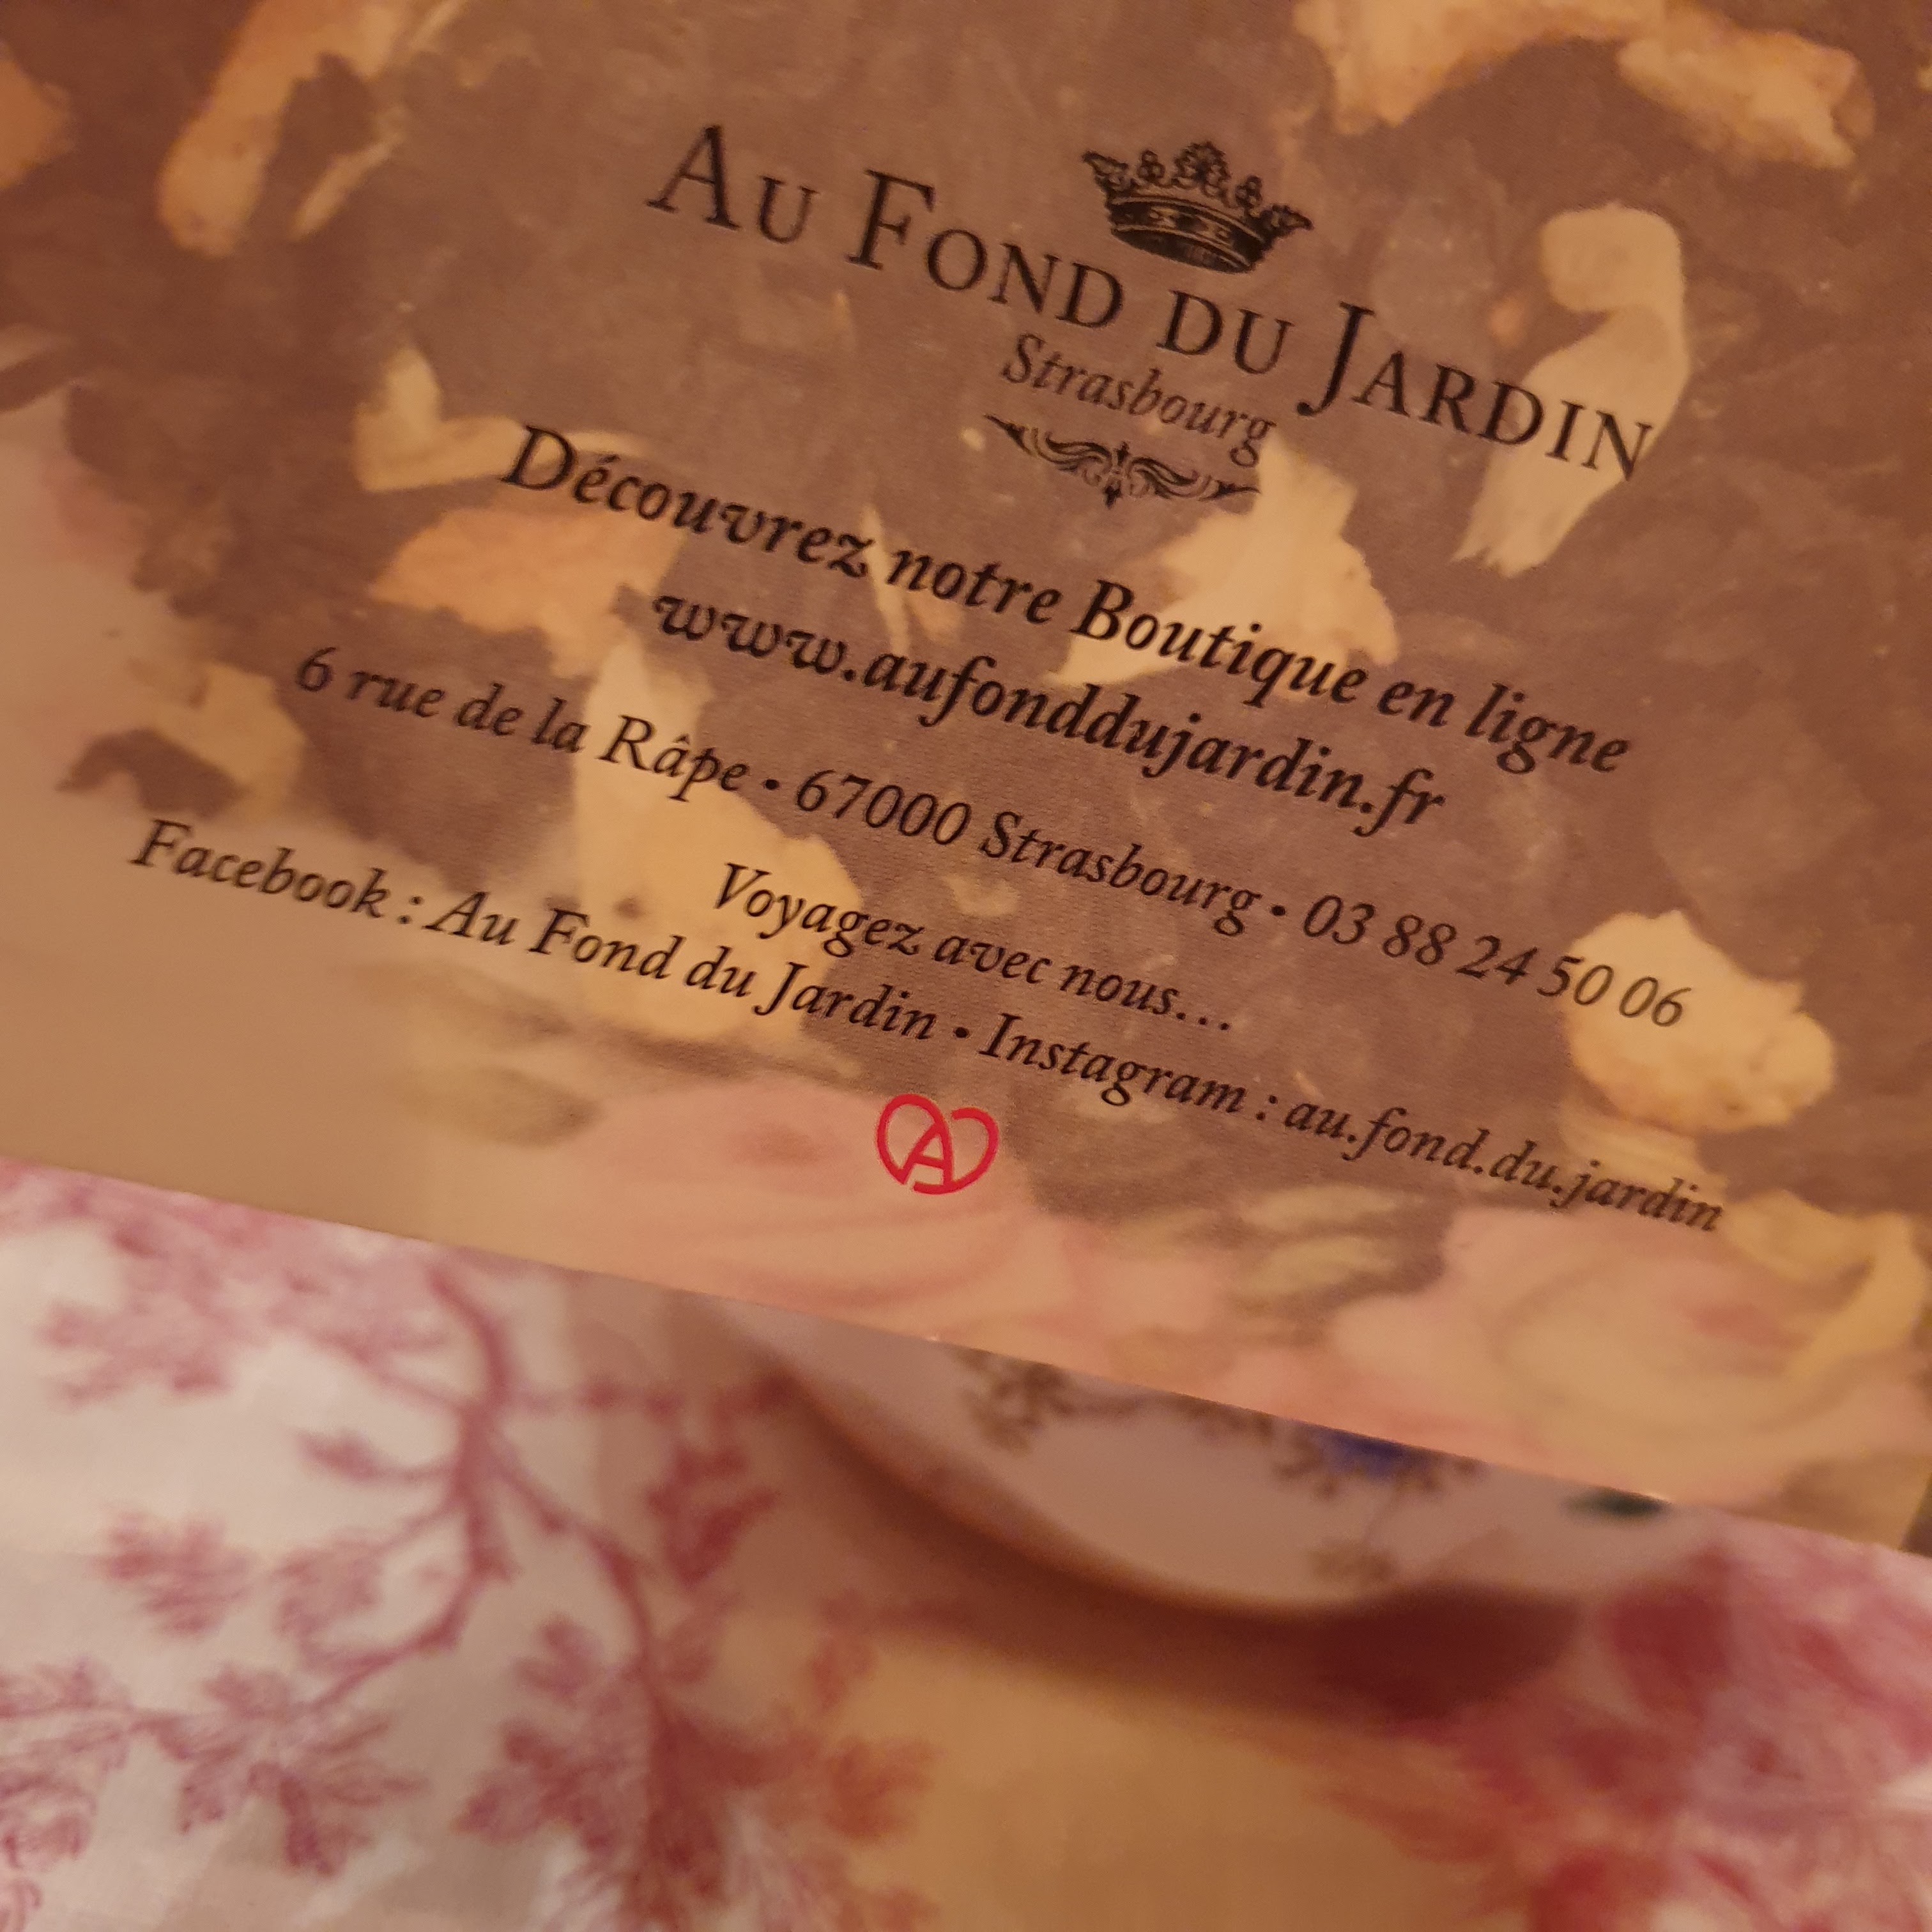 Au Fond du Jardin
Strasbourg
Découvrez notre Boutique en ligne
www.aufonddujardin.fr
6 rue de la Râpe • 67000 Strasbourg • 03 88 24 50 06
Voyagez avec nous...
Facebook : Au Fond du Jardin • Instagram : au.fond.du.jardin